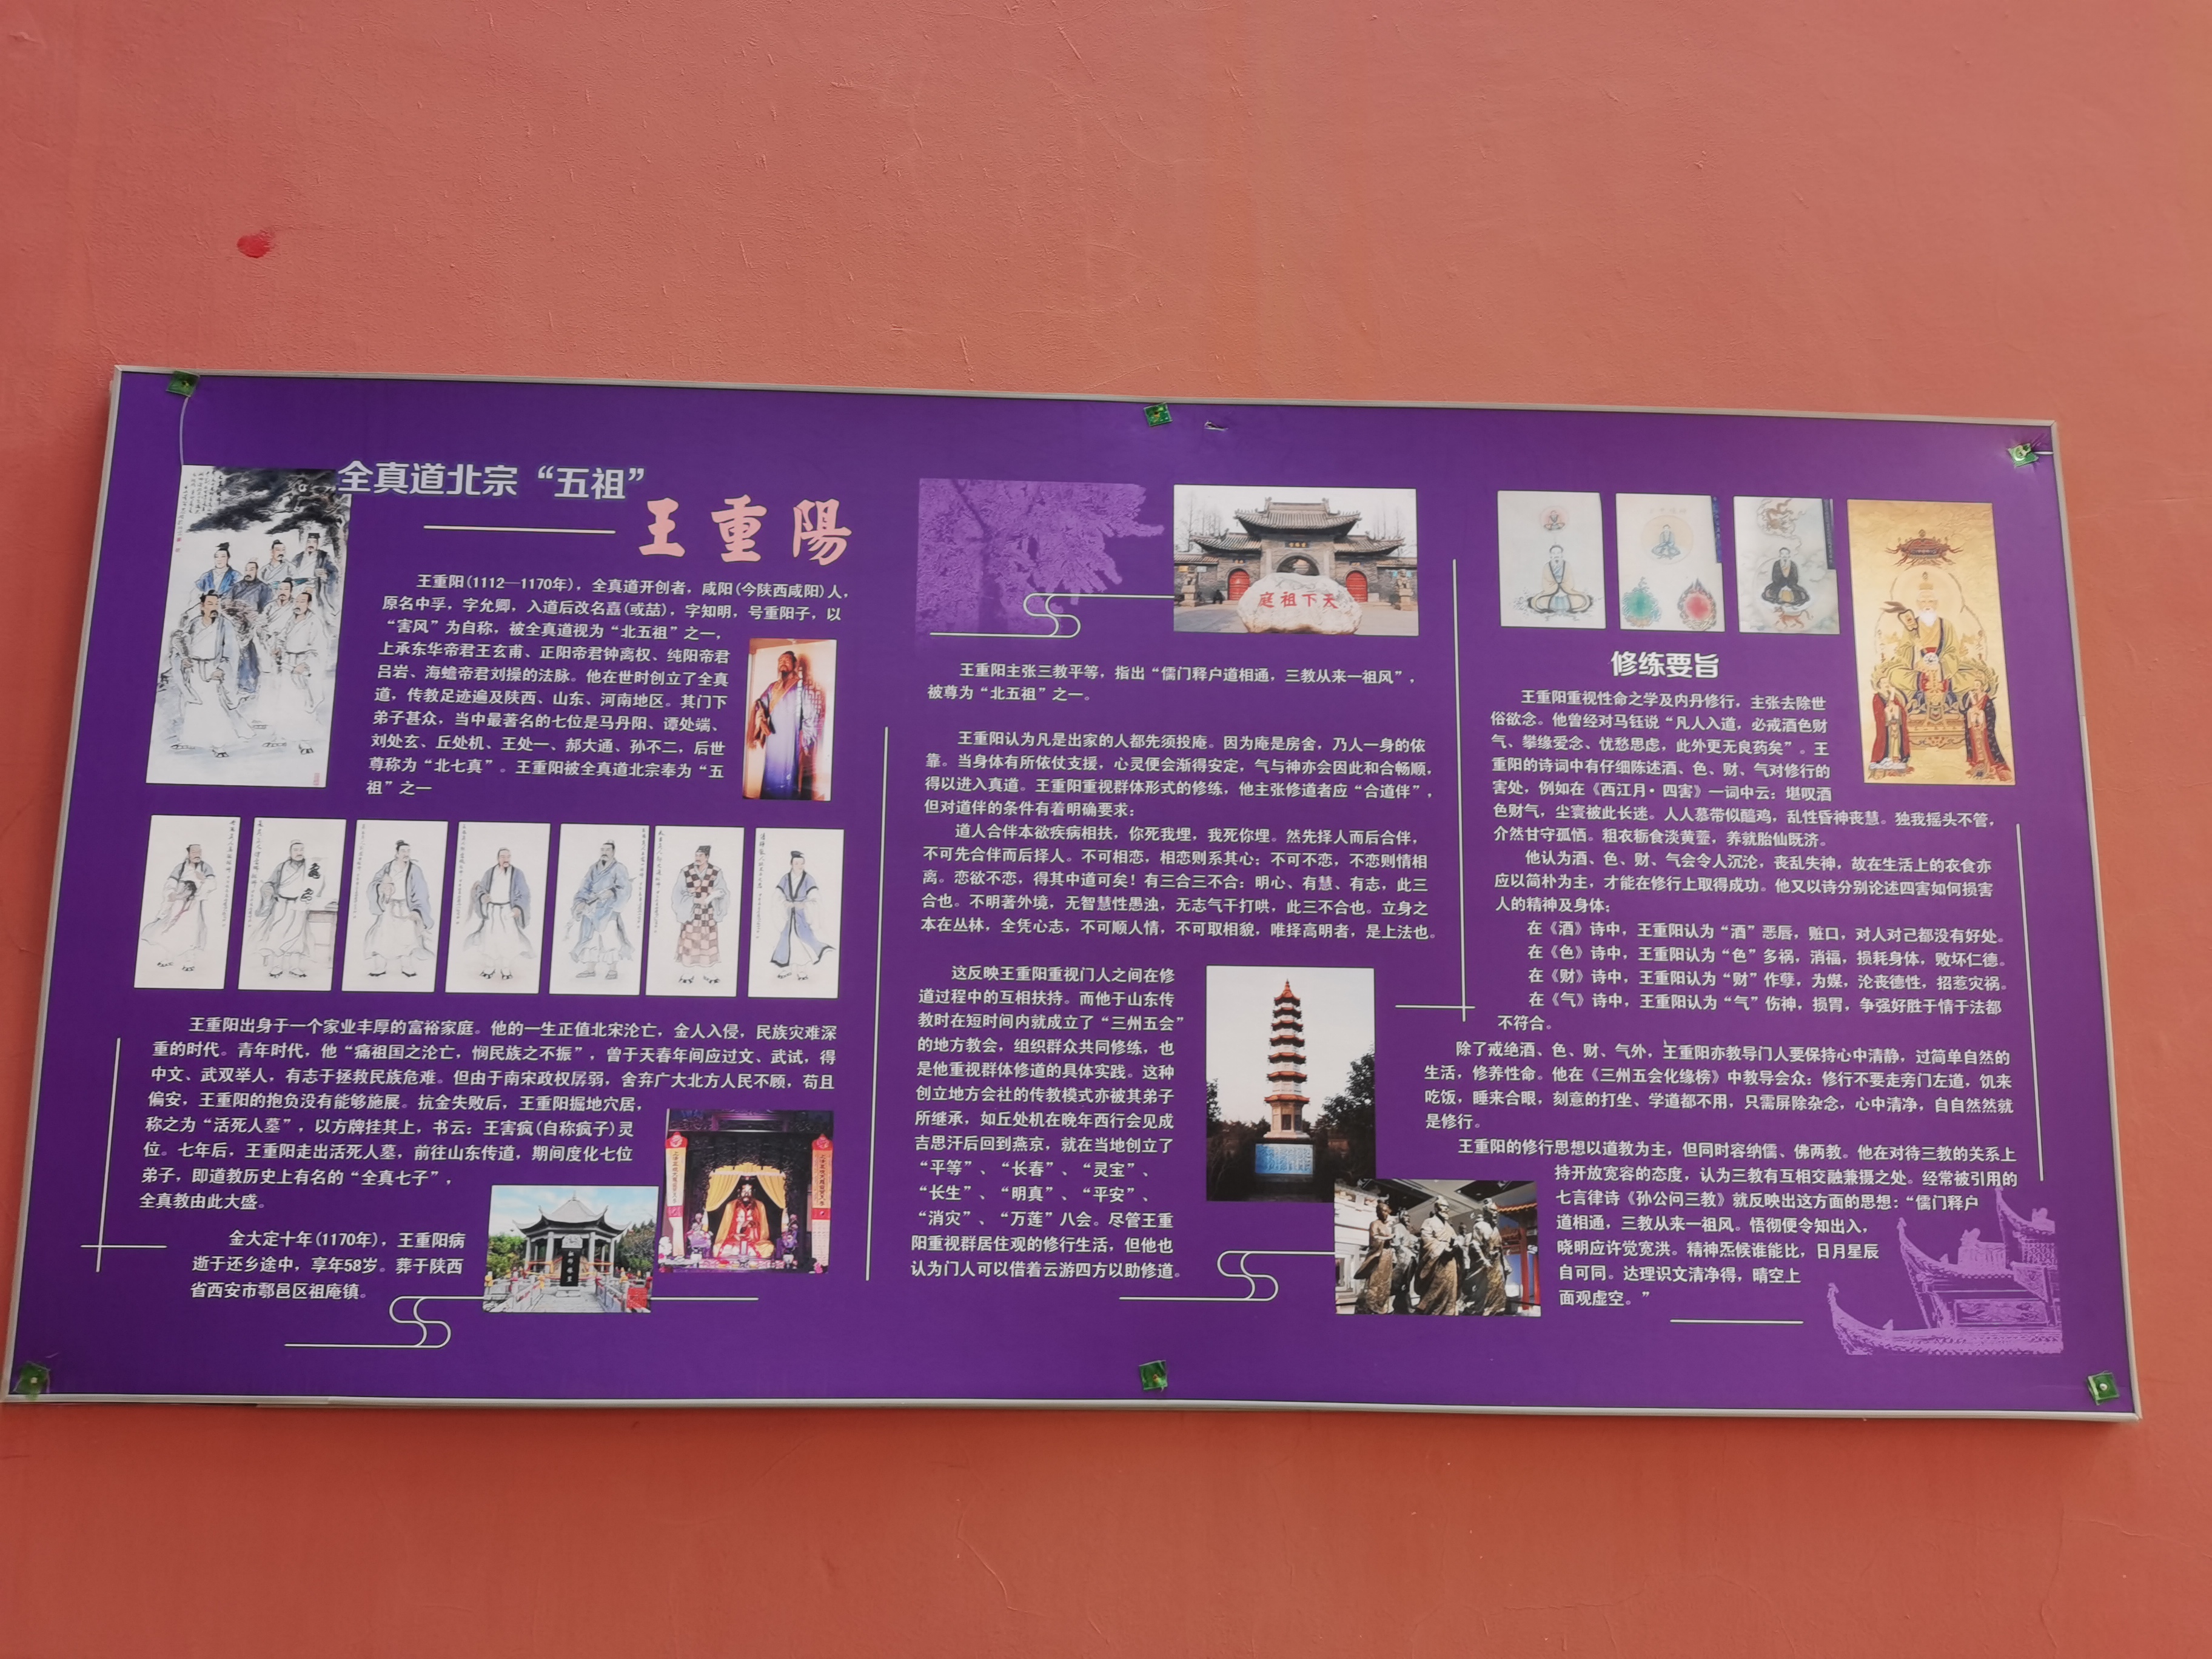 全真道北宗“五祖”
王重陽
王重阳(1112—1170年)，全真道开创者，咸阳(今陕西咸阳)人，
原名中孚，字允卿，入道后改名嚞(或喆)，字知明，号重阳子，以
“害风”为自称，被全真道视为“北五祖”之一，
上承东华帝君王玄甫、正阳帝君钟离权、纯阳帝君
吕岩、海蟾帝君刘操的法脉。他在世时创立了全真
道，传教足迹遍及陕西、山东、河南地区。其门下
弟子甚众，当中最著名的七位是马丹阳、谭处端、
刘处玄、丘处机、王处一、郝大通、孙不二，后世
尊称为“北七真”。王重阳被全真道北宗奉为“五
祖”之一
王重阳出身于一个家业丰厚的富裕家庭。他的一生正值北宋沦亡，金人入侵，民族灾难深
重的时代。青年时代，他“痛祖国之沦亡，悯民族之不振”，曾于天春年间应过文、武试，得
中文、武双举人，有志于拯救民族危难。但由于南宋政权孱弱，舍弃广大北方人民不顾，苟且
偏安，王重阳的抱负没有能够施展。抗金失败后，王重阳掘地穴居，
称之为“活死人墓”，以方牌挂其上，书云：王害疯(自称疯子)灵
位。七年后，王重阳走出活死人墓，前往山东传道，期间度化七位
弟子，即道教历史上有名的“全真七子”，
全真教由此大盛。
金大定十年(1170年)，王重阳病
逝于还乡途中，享年58岁。葬于陕西
省西安市鄠邑区祖庵镇。
庭祖下天
王重阳主张三教平等，指出“儒门释户道相通，三教从来一祖风”，
被尊为“北五祖”之一。
王重阳认为凡是出家的人都先须投庵。因为庵是房舍，乃人一身的依
靠。当身体有所依仗支援，心灵便会渐得安定，气与神亦会因此和合畅顺，
得以进入真道。王重阳重视群体形式的修练，他主张修道者应“合道伴”，
但对道伴的条件有着明确要求：
道人合伴本欲疾病相扶，你死我埋，我死你埋。然先择人而后合伴，
不可先合伴而后择人。不可相恋，相恋则系其心；不可不恋，不恋则情相
离。恋欲不恋，得其中道可矣！有三合三不合：明心、有慧、有志，此三
合也。不明著外境，无智慧性愚浊，无志气干打哄，此三不合也。立身之
本在丛林，全凭心志，不可顺人情，不可取相貌，唯择高明者，是上法也。
这反映王重阳重视门人之间在修
道过程中的互相扶持。而他于山东传
教时在短时间内就成立了“三州五会”
的地方教会，组织群众共同修练，也
是他重视群体修道的具体实践。这种
创立地方会社的传教模式亦被其弟子
所继承，如丘处机在晚年西行会见成
吉思汗后回到燕京，就在当地创立了
“平等”、“长春”、“灵宝、
“长生”、“明真”、“平安”、
“消灾”、“万莲”八会。尽管王重
阳重视群居住观的修行生活，但他也
认为门人可以借着云游四方以助修道。
修练要旨
王重阳重视性命之学及内丹修行，主张去除世
俗欲念。他曾经对马钰说“凡人入道，必戒酒色财
气、攀缘爱念、忧愁思虑，此外更无良药矣”。王
重阳的诗词中有仔细陈述酒、色、财、气对修行的
害处，例如在《西江月·四害》一词中云：堪叹酒
色财气，尘寰被此长迷。人人慕带似醯鸡，乱性昏神丧慧。独我摇头不管，
介然甘守孤恓。粗衣粝食淡黄虀，养就胎仙既济。
他认为酒、色、财、气会令人沉沦，丧乱失神，故在生活上的衣食亦
应以简朴为主，才能在修行上取得成功。他又以诗分别论述四害如何损害
人的精神及身体；
在《酒》诗中，王重阳认为“酒”恶唇，赃口，对人对己都没有好处。
在《色》诗中，王重阳认为“色”多祸，消福，损耗身体，败坏仁德。
在《财》诗中，王重阳认为“财”作孽，为媒，沦丧德性，招惹灾祸。
在《气》诗中，王重阳认为“气”伤神，损胃，争强好胜于情于法都
不符合。
除了戒绝酒、色、财、气外，王重阳亦教导门人要保持心中清静，过简单自然的
生活，修养性命。他在《三州五会化缘榜》中教导会众：修行不要走旁门左道，饥来
吃饭，睡来合眼，刻意的打坐、学道都不用，只需屏除杂念，心中清净，自自然然就
是修行。
王重阳的修行思想以道教为主，但同时容纳儒、佛两教。他在对待三教的关系上
持开放宽容的态度，认为三教有互相交融兼摄之处。经常被引用的
七言律诗《孙公问三教》就反映出这方面的思想：“儒门释户
道相通，三教从来一祖风。悟彻便令知出入，
晓明应许觉宽洪。精神炁候谁能比，日月星辰
自可同。达理识文清净得，晴空上
面观虚空。”